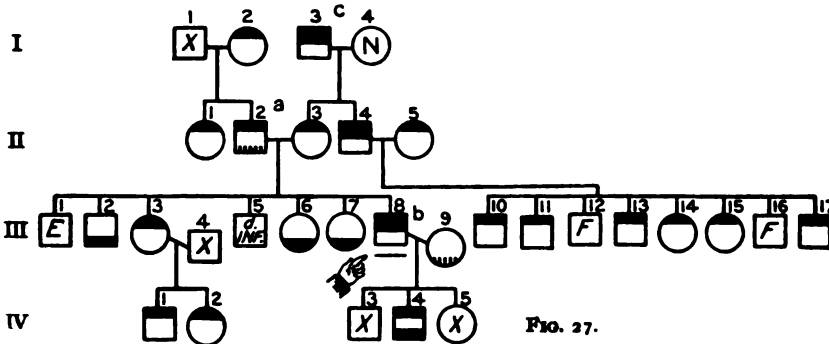 I 1 X 2 3 c 4 N
II 1 2 a 3 4 5
III 1 E 2 3 4 X 5 d. INF. 6 7 8 b 9 10 11 12 F 13 14 15 16 F 17
IV 1 2 3 X 4 5 X FIG. 27.